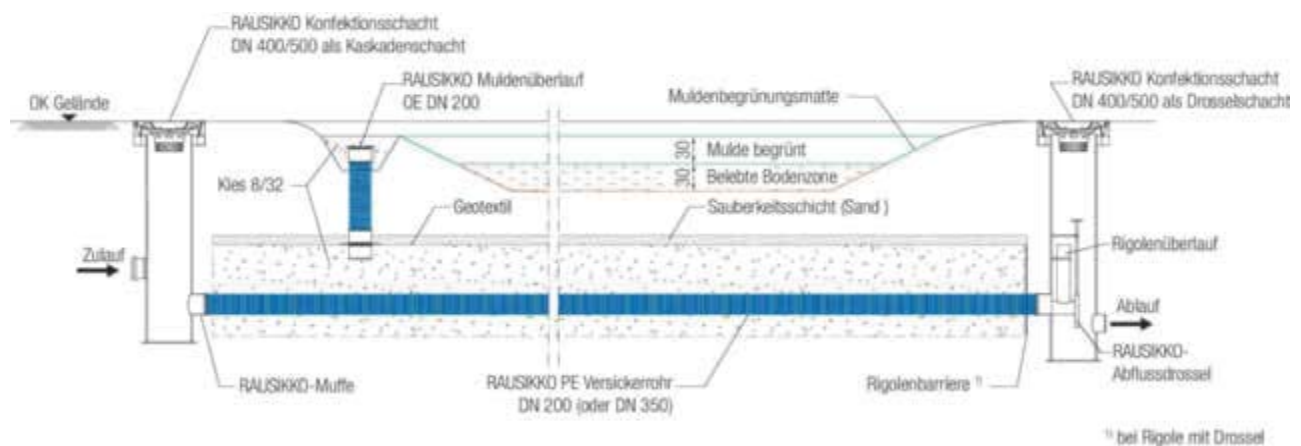 RAUSIKKO Konfektionsschacht
DN 400/500 als Kaskadenschacht
RAUSIKKO Muldenüberlauf
OE DN 200
OK Gelände
Muldenbegrünungsmatte
RAUSIKKO Konfektionsschacht
DN 400/500 als Drosselschacht
30
Mulde begrünt
30
Belebte Bodenzone
Kies 8/32
Geotextil
Sauberkeitsschicht (Sand )
Rigolenüberlauf
Zulauf
Ablauf
RAUSIKKO-Muffe
RAUSIKKO PE Versickerrohr
DN 200 (oder DN 350)
Rigolenbarriere ¹⁾
RAUSIKKO-
Abflussdrossel
¹⁾ bei Rigole mit Drossel